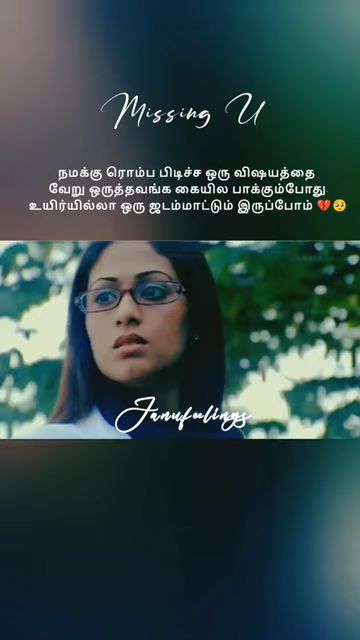 Missing U
நமக்கு ரொம்ப பிடிச்ச ஒரு விஷயத்தை
வேறு ஒருத்தவங்க கையில பாக்கும்போது
உயிர்யில்லா ஒரு ஜடம்மாட்டும் இருப்போம் 💔🥺
Janufeelings